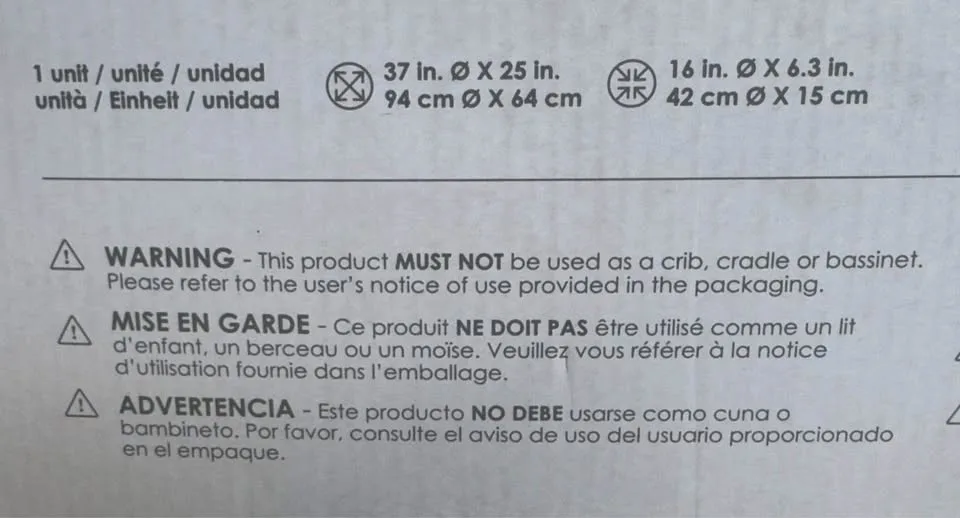 1 unit / unité / unidad
unità / Einheit / unidad
37 in. Ø X 25 in.
94 cm Ø X 64 cm
16 in. Ø X 6.3 in.
42 cm Ø X 15 cm
WARNING - This product MUST NOT be used as a crib, cradle or bassinet.
Please refer to the user's notice of use provided in the packaging.
MISE EN GARDE - Ce produit NE DOIT PAS être utilisé comme un lit
d'enfant, un berceau ou un moïse. Veuillez vous référer à la notice
d'utilisation fournie dans l'emballage.
ADVERTENCIA - Este producto NO DEBE usarse como cuna o
bambineto. Por favor, consulte el aviso de uso del usuario proporcionado
en el empaque.